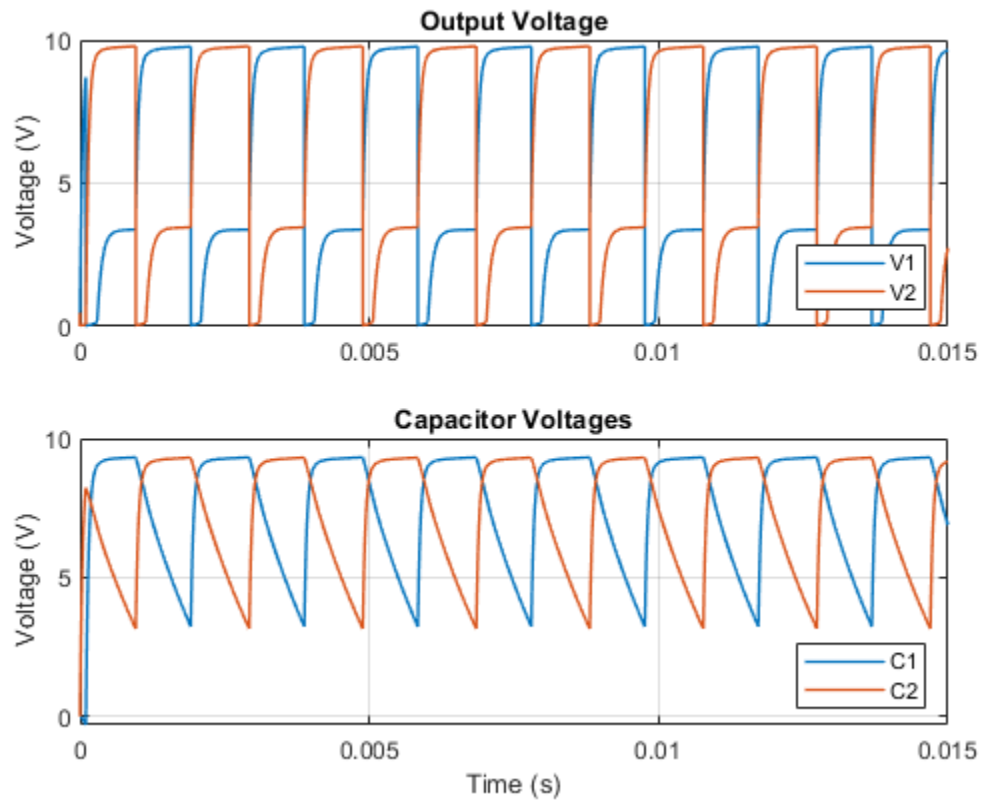 Output Voltage
Voltage (V)
10
5
0
V1
V2
0 0.005 0.01 0.015
Capacitor Voltages
Voltage (V)
10
5
0
C1
C2
0 0.005 0.01 0.015
Time (s)